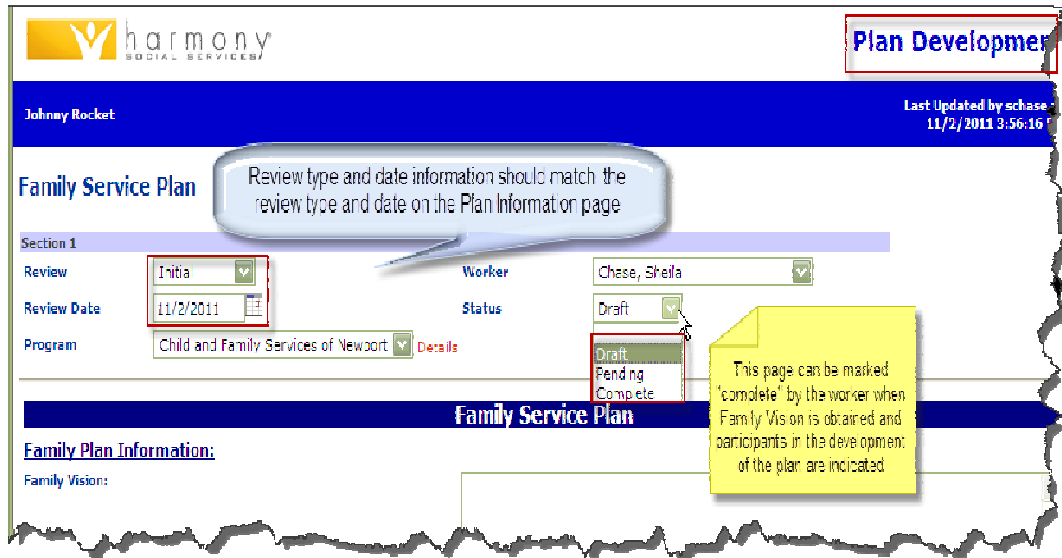 harmony
SOCIAL SERVICES
Plan Developmen
Johnny Rocket
Last Updated by schase
11/2/2011 3:56:16
Family Service Plan
Review type and date information should match the
review type and date on the Plan Information page
Section 1
Review Initia Worker Chase, Sheila
Review Date 11/2/2011 Status Draft
Program Child and Family Services of Newport Details
Draft
Pending
Complete
This page can be marked
"complete" by the worker when
Family Vision is obtained and
participants in the development
of the plan are indicated
Family Service Plan
Family Plan Information:
Family Vision: